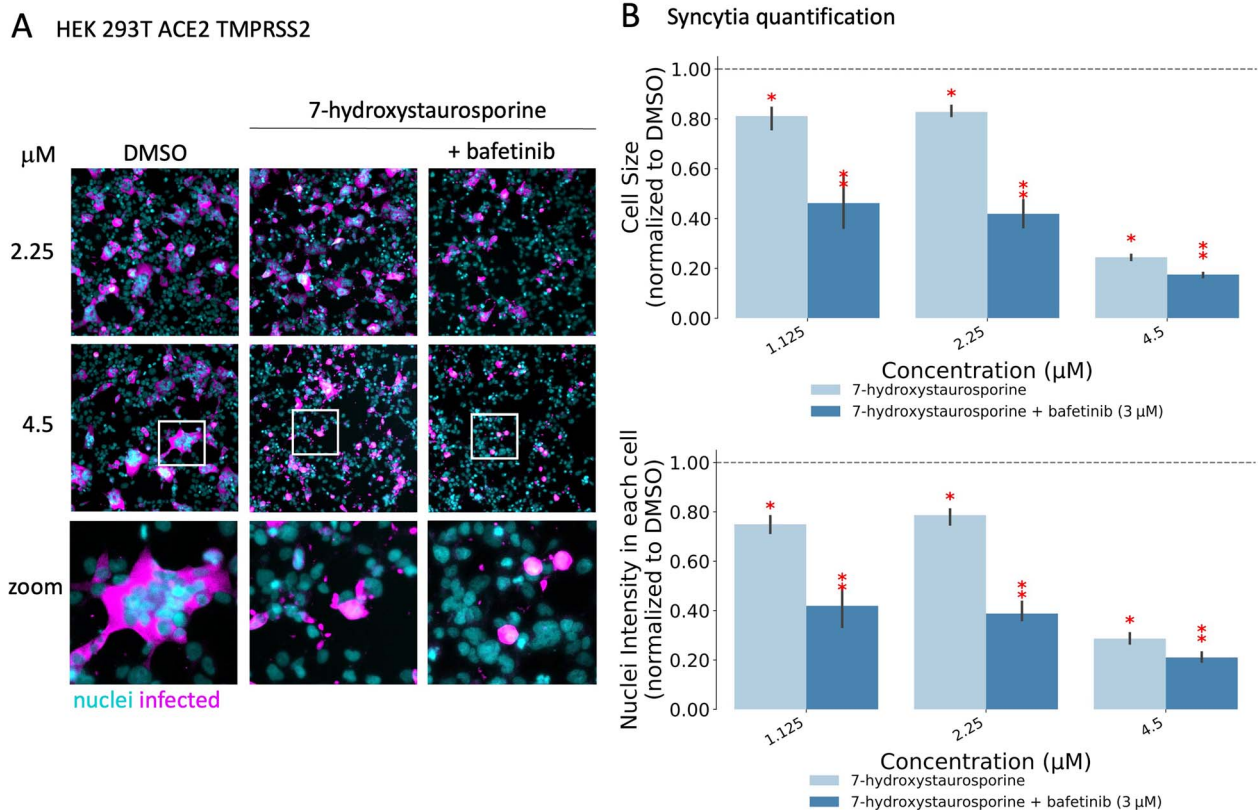 A HEK 293T ACE2 TMPRSS2
7-hydroxystaurosporine
μM DMSO + bafetinib
2.25
4.5
zoom
nuclei infected
B Syncytia quantification
Cell Size
(normalized to DMSO)
1.00
0.80
0.60
0.40
0.20
0.00
* ** * ** * **
1.125 2.25 4.5
Concentration (μM)
7-hydroxystaurosporine
7-hydroxystaurosporine + bafetinib (3 μM)
Nuclei Intensity in each cell
(normalized to DMSO)
1.00
0.80
0.60
0.40
0.20
0.00
* ** * ** * **
1.125 2.25 4.5
Concentration (μM)
7-hydroxystaurosporine
7-hydroxystaurosporine + bafetinib (3 μM)